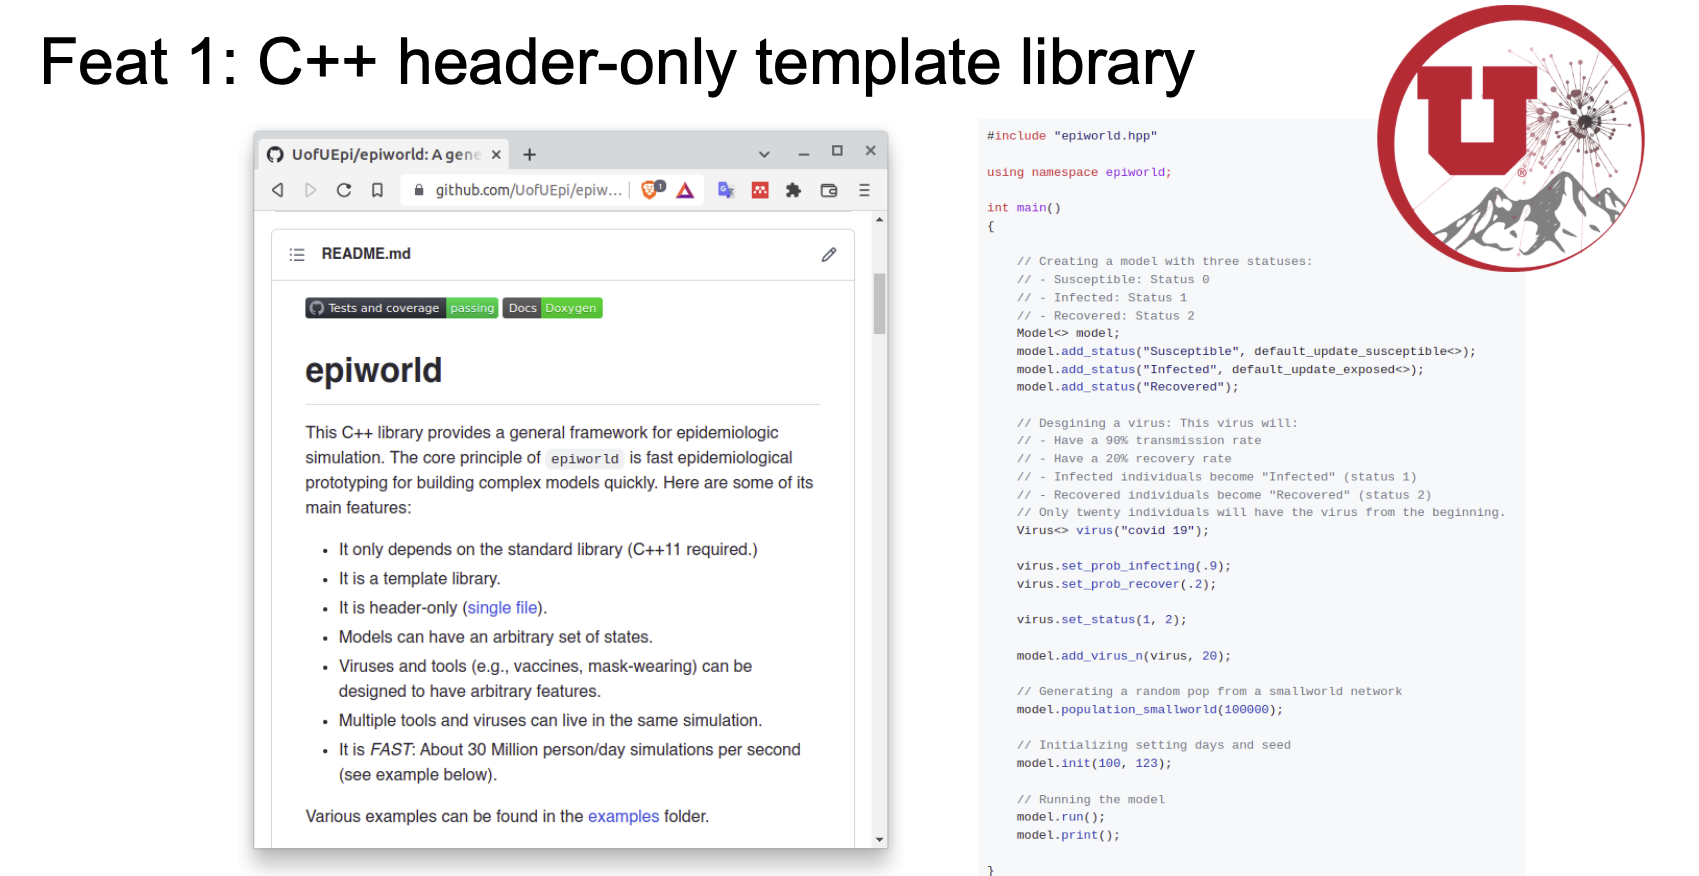 Feat 1: C++ header-only template library
UofUEpi/epiworld: A gene
github.com/UofUEpi/epiw...
1
README.md
Tests and coverage passing Docs Doxygen
epiworld
This C++ library provides a general framework for epidemiologic
simulation. The core principle of epiworld is fast epidemiological
prototyping for building complex models quickly. Here are some of its
main features:
• It only depends on the standard library (C++11 required.)
• It is a template library.
• It is header-only (single file).
• Models can have an arbitrary set of states.
• Viruses and tools (e.g., vaccines, mask-wearing) can be
designed to have arbitrary features.
• Multiple tools and viruses can live in the same simulation.
• It is FAST: About 30 Million person/day simulations per second
(see example below).
Various examples can be found in the examples folder.
#include "epiworld.hpp"
using namespace epiworld;
int main()
{
// Creating a model with three statuses:
// - Susceptible: Status 0
// - Infected: Status 1
// - Recovered: Status 2
Model<> model;
model.add_status("Susceptible", default_update_susceptible<>);
model.add_status("Infected", default_update_exposed<>);
model.add_status("Recovered");
// Desgining a virus: This virus will:
// - Have a 90% transmission rate
// - Have a 20% recovery rate
// - Infected individuals become "Infected" (status 1)
// - Recovered individuals become "Recovered" (status 2)
// Only twenty individuals will have the virus from the beginning.
Virus<> virus("covid 19");
virus.set_prob_infecting(.9);
virus.set_prob_recover(.2);
virus.set_status(1, 2);
model.add_virus_n(virus, 20);
// Generating a random pop from a smallworld network
model.population_smallworld(100000);
// Initializing setting days and seed
model.init(100, 123);
// Running the model
model.run();
model.print();
}
U
®